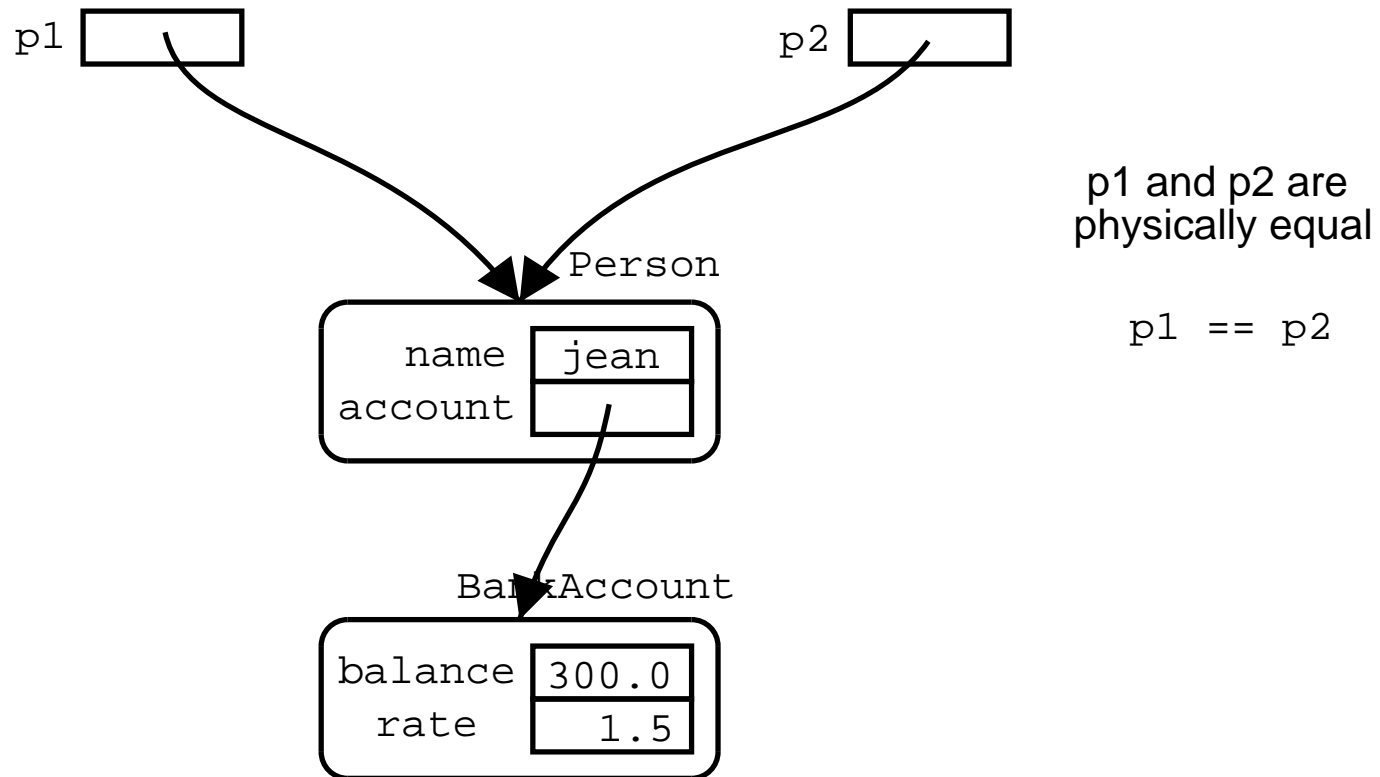 p1
p2
p1 and p2 are
physically equal
p1 == p2
Person
name jean
account
BankAccount
balance 300.0
rate 1.5